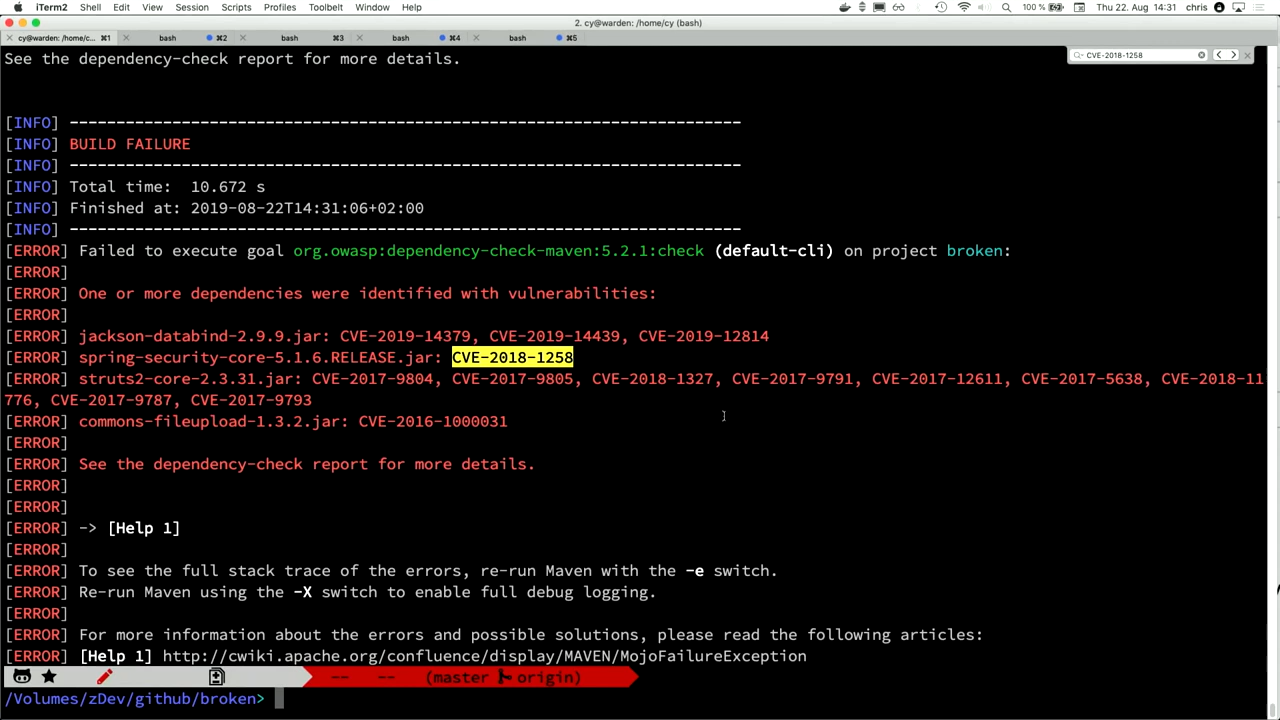 iTerm2 Shell Edit View Session Scripts Profiles Toolbelt Window Help 100 % Thu 22. Aug 14:31 chris
2. cy@warden: /home/cy (bash)
cy@warden: /home/c... ⌘1 bash ⌘2 bash ⌘3 bash ⌘4 bash ⌘5
See the dependency-check report for more details.
CVE-2018-1258
[INFO] ------------------------------------------------------------------------
[INFO] BUILD FAILURE
[INFO] ------------------------------------------------------------------------
[INFO] Total time:  10.672 s
[INFO] Finished at: 2019-08-22T14:31:06+02:00
[INFO] ------------------------------------------------------------------------
[ERROR] Failed to execute goal org.owasp:dependency-check-maven:5.2.1:check (default-cli) on project broken:
[ERROR]
[ERROR] One or more dependencies were identified with vulnerabilities:
[ERROR]
[ERROR] jackson-databind-2.9.9.jar: CVE-2019-14379, CVE-2019-14439, CVE-2019-12814
[ERROR] spring-security-core-5.1.6.RELEASE.jar: CVE-2018-1258
[ERROR] struts2-core-2.3.31.jar: CVE-2017-9804, CVE-2017-9805, CVE-2018-1327, CVE-2017-9791, CVE-2017-12611, CVE-2017-5638, CVE-2018-11
776, CVE-2017-9787, CVE-2017-9793
[ERROR] commons-fileupload-1.3.2.jar: CVE-2016-1000031
[ERROR]
[ERROR] See the dependency-check report for more details.
[ERROR]
[ERROR]
[ERROR] -> [Help 1]
[ERROR]
[ERROR] To see the full stack trace of the errors, re-run Maven with the -e switch.
[ERROR] Re-run Maven using the -X switch to enable full debug logging.
[ERROR]
[ERROR] For more information about the errors and possible solutions, please read the following articles:
[ERROR] [Help 1] http://cwiki.apache.org/confluence/display/MAVEN/MojoFailureException
-- -- (master origin)
/Volumes/zDev/github/broken>